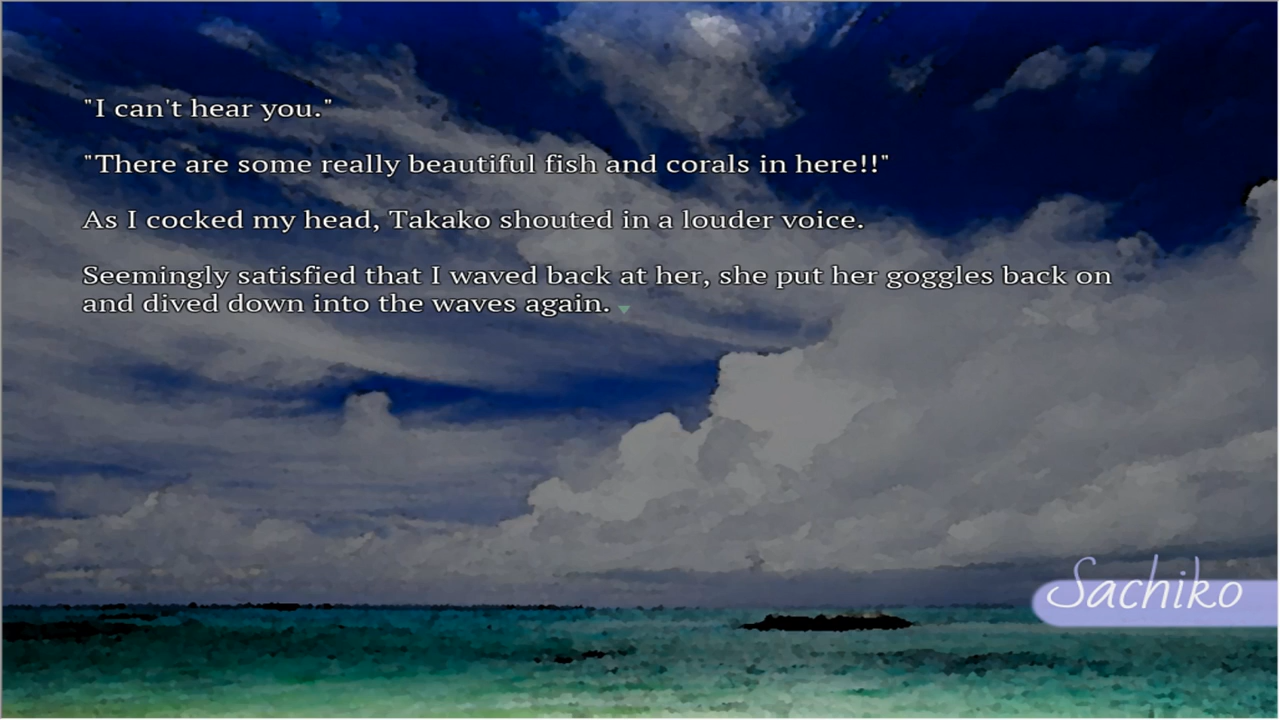 "I can't hear you."
"There are some really beautiful fish and corals in here!!"
As I cocked my head, Takako shouted in a louder voice.
Seemingly satisfied that I waved back at her, she put her goggles back on
and dived down into the waves again.
Sachiko